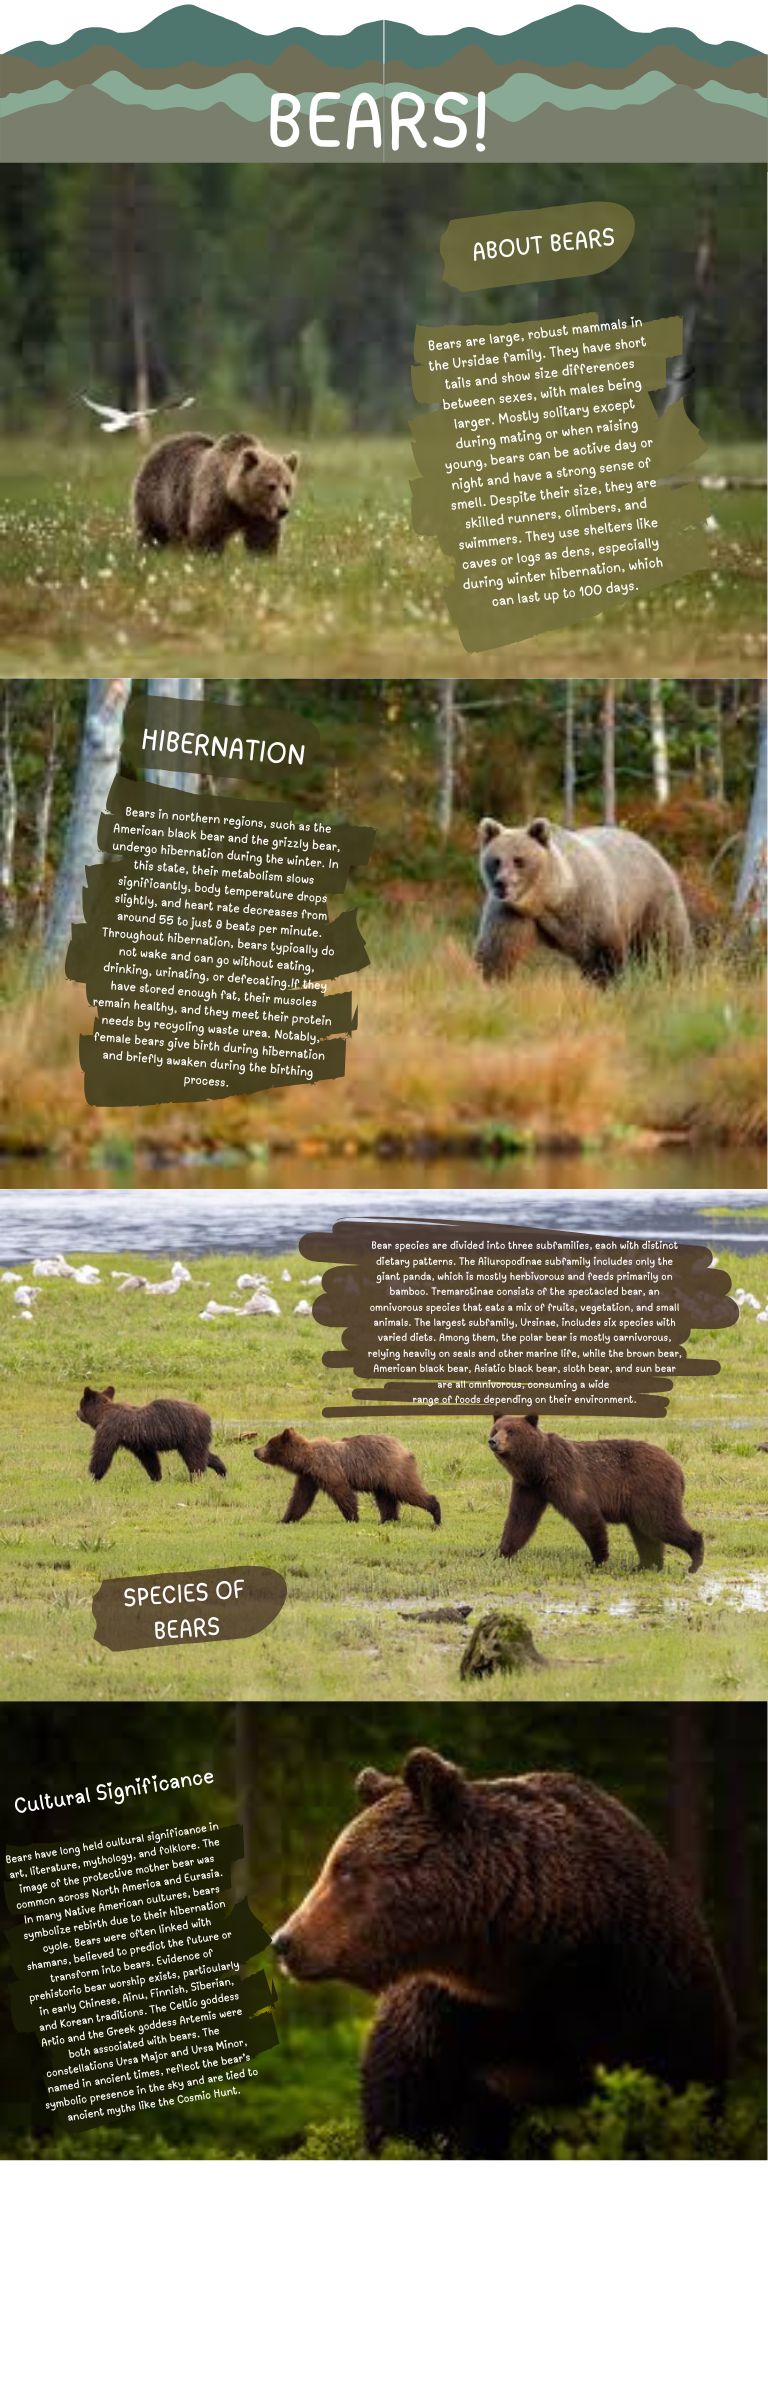 BEARS!
ABOUT BEARS
Bears are large, robust mammals in
the Ursidae family. They have short
tails and show size differences
between sexes, with males being
larger. Mostly solitary except
during mating or when raising
young, bears can be active day or
night and have a strong sense of
smell. Despite their size, they are
skilled runners, climbers, and
swimmers. They use shelters like
caves or logs as dens, especially
during winter hibernation, which
can last up to 100 days.
HIBERNATION
Bears in northern regions, such as the
American black bear and the grizzly bear,
undergo hibernation during the winter. In
this state, their metabolism slows
significantly, body temperature drops
slightly, and heart rate decreases from
around 55 to just 9 beats per minute.
Throughout hibernation, bears typically do
not wake and can go without eating,
drinking, urinating, or defecating.If they
have stored enough fat, their muscles
remain healthy, and they meet their protein
needs by recycling waste urea. Notably,
female bears give birth during hibernation
and briefly awaken during the birthing
process.
Bear species are divided into three subfamilies, each with distinct
dietary patterns. The Ailuropodinae subfamily includes only the
giant panda, which is mostly herbivorous and feeds primarily on
bamboo. Tremarctinae consists of the spectacled bear, an
omnivorous species that eats a mix of fruits, vegetation, and small
animals. The largest subfamily, Ursinae, includes six species with
varied diets. Among them, the polar bear is mostly carnivorous,
relying heavily on seals and other marine life, while the brown bear,
American black bear, Asiatic black bear, sloth bear, and sun bear
are all omnivorous, consuming a wide
range of foods depending on their environment.
SPECIES OF
BEARS
Cultural Significance
Bears have long held cultural significance in
art, literature, mythology, and folklore. The
image of the protective mother bear was
common across North America and Eurasia.
In many Native American cultures, bears
symbolize rebirth due to their hibernation
cycle. Bears were often linked with
shamans, believed to predict the future or
transform into bears. Evidence of
prehistoric bear worship exists, particularly
in early Chinese, Ainu, Finnish, Siberian,
and Korean traditions. The Celtic goddess
Artio and the Greek goddess Artemis were
both associated with bears. The
constellations Ursa Major and Ursa Minor,
named in ancient times, reflect the bear's
symbolic presence in the sky and are tied to
ancient myths like the Cosmic Hunt.